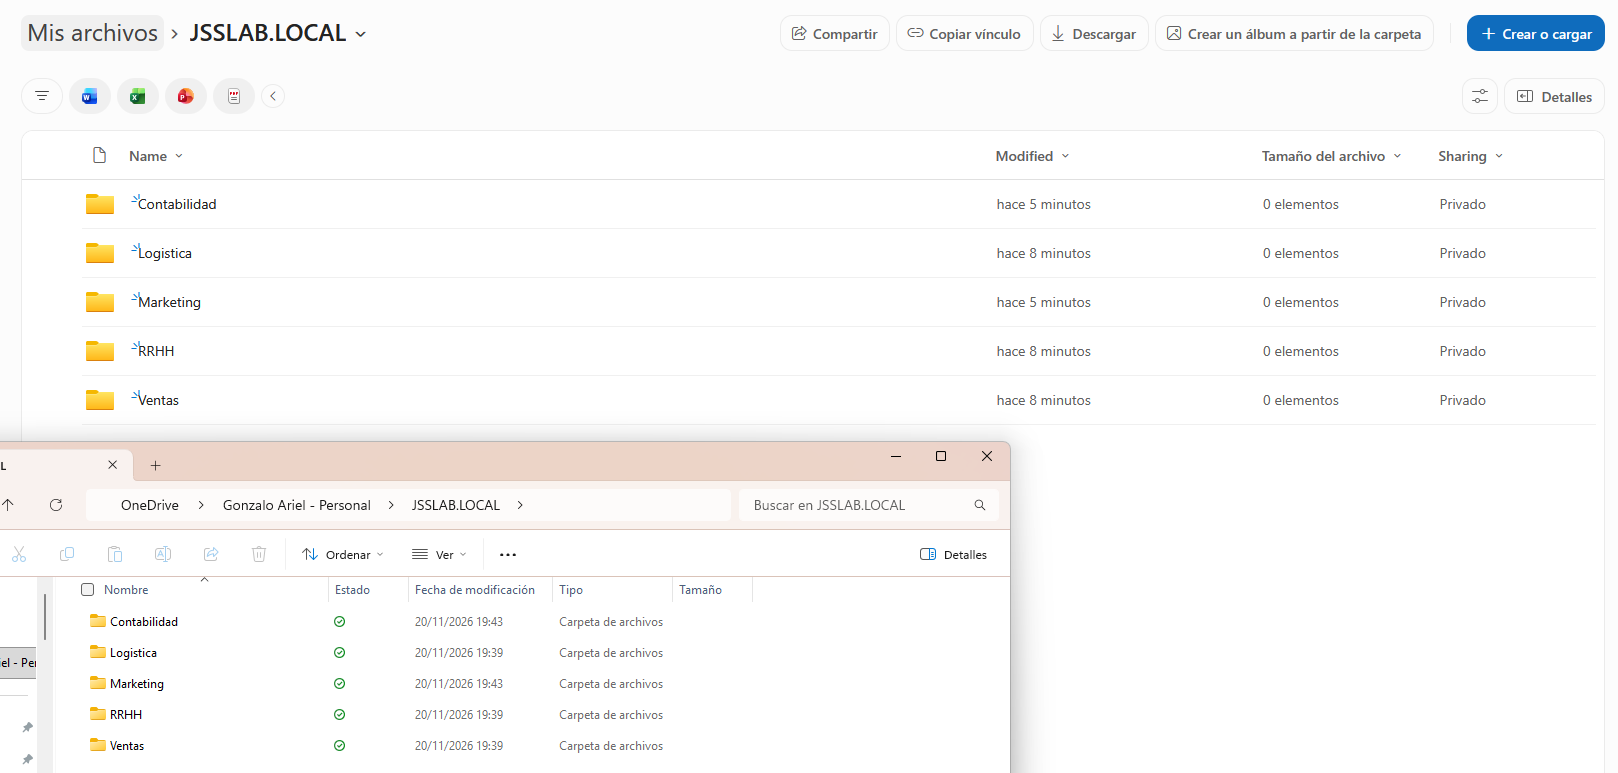 Mis archivos > JSSLAB.LOCAL
Compartir
Copiar vínculo
Descargar
Crear un álbum a partir de la carpeta
+ Crear o cargar
Detalles
Name
Modified
Tamaño del archivo
Sharing
Contabilidad
hace 5 minutos
0 elementos
Privado
Logistica
hace 8 minutos
0 elementos
Privado
Marketing
hace 5 minutos
0 elementos
Privado
RRHH
hace 8 minutos
0 elementos
Privado
Ventas
hace 8 minutos
0 elementos
Privado
L
OneDrive > Gonzalo Ariel - Personal > JSSLAB.LOCAL >
Buscar en JSSLAB.LOCAL
Ordenar
Ver
Detalles
Nombre
Estado
Fecha de modificación
Tipo
Tamaño
Contabilidad
20/11/2026 19:43
Carpeta de archivos
Logistica
20/11/2026 19:39
Carpeta de archivos
iel - Per
Marketing
20/11/2026 19:43
Carpeta de archivos
RRHH
20/11/2026 19:39
Carpeta de archivos
Ventas
20/11/2026 19:39
Carpeta de archivos